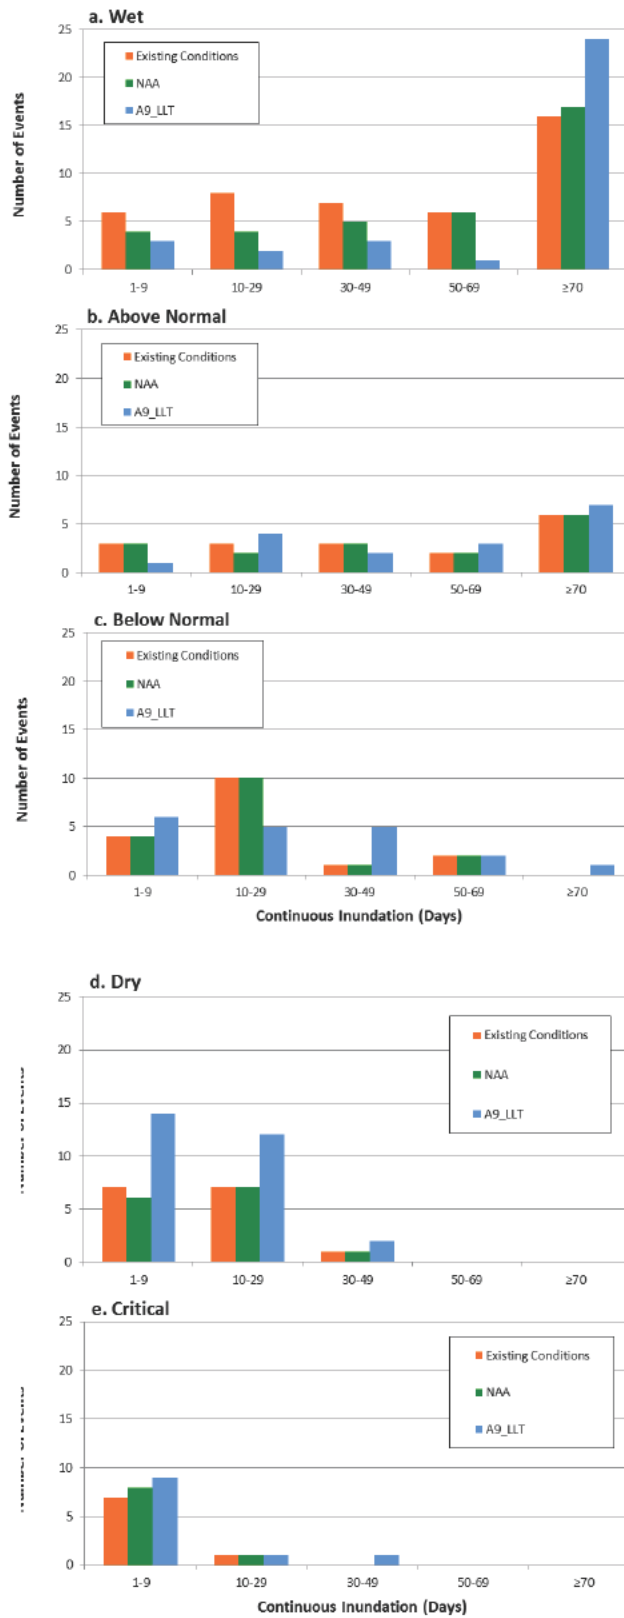 a. Wet
25
20
15
10
5
0
Number of Events
Existing Conditions
NAA
A9_LLT
1-9 10-29 30-49 50-69 ≥70
b. Above Normal
25
20
15
10
5
0
Number of Events
Existing Conditions
NAA
A9_LLT
1-9 10-29 30-49 50-69 ≥70
c. Below Normal
25
20
15
10
5
0
Number of Events
Existing Conditions
NAA
A9_LLT
1-9 10-29 30-49 50-69 ≥70
Continuous Inundation (Days)
d. Dry
25
20
15
10
5
0
Number of Events
Existing Conditions
NAA
A9_LLT
1-9 10-29 30-49 50-69 ≥70
e. Critical
25
20
15
10
5
0
Number of Events
Existing Conditions
NAA
A9_LLT
1-9 10-29 30-49 50-69 ≥70
Continuous Inundation (Days)